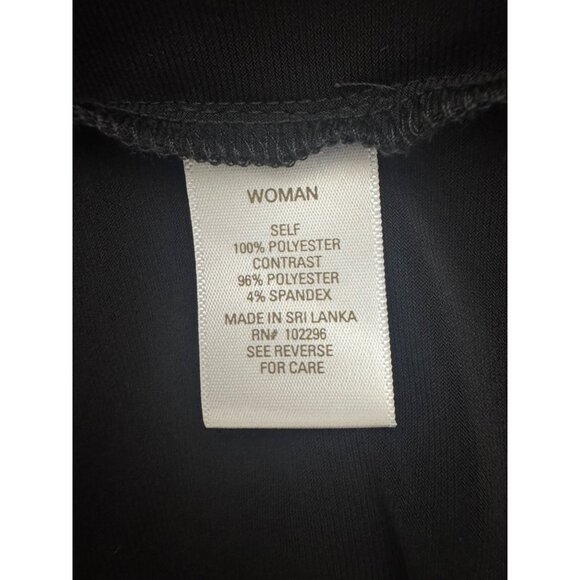 WOMAN
SELF
100% POLYESTER
CONTRAST
96% POLYESTER
4% SPANDEX
MADE IN SRI LANKA
RN# 102296
SEE REVERSE
FOR CARE